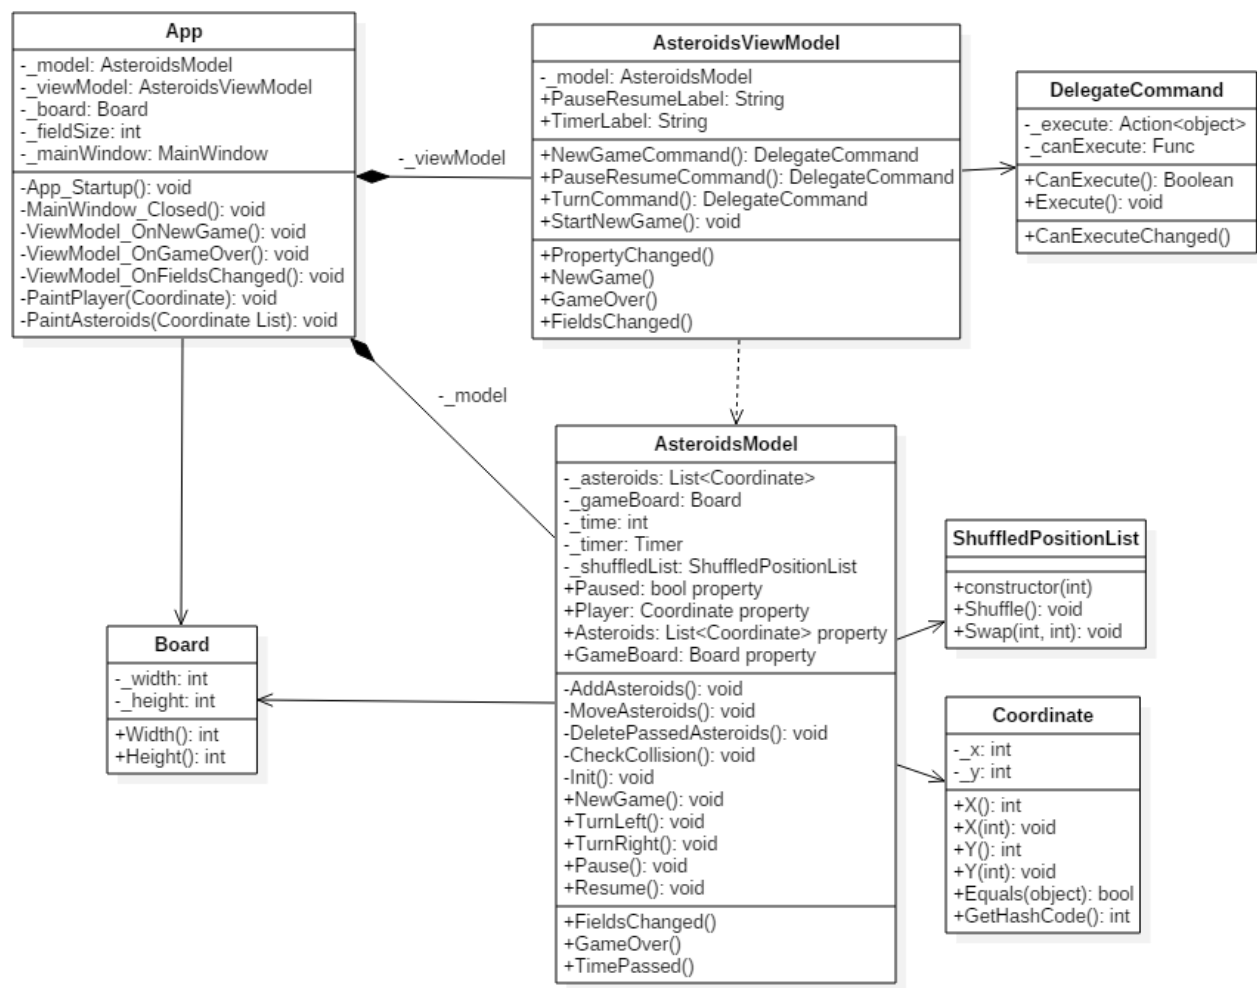 App
-_model: AsteroidsModel
-_viewModel: AsteroidsViewModel
-_board: Board
-_fieldSize: int
-_mainWindow: MainWindow
-App_Startup(): void
-MainWindow_Closed(): void
-ViewModel_OnNewGame(): void
-ViewModel_OnGameOver(): void
-ViewModel_OnFieldsChanged(): void
-PaintPlayer(Coordinate): void
-PaintAsteroids(Coordinate List): void
-_viewModel
AsteroidsViewModel
-_model: AsteroidsModel
+PauseResumeLabel: String
+TimerLabel: String
+NewGameCommand(): DelegateCommand
+PauseResumeCommand(): DelegateCommand
+TurnCommand(): DelegateCommand
+StartNewGame(): void
+PropertyChanged()
+NewGame()
+GameOver()
+FieldsChanged()
DelegateCommand
-_execute: Action<object>
-_canExecute: Func
+CanExecute(): Boolean
+Execute(): void
+CanExecuteChanged()
-_model
AsteroidsModel
-_asteroids: List<Coordinate>
-_gameBoard: Board
-_time: int
-_timer: Timer
-_shuffledList: ShuffledPositionList
+Paused: bool property
+Player: Coordinate property
+Asteroids: List<Coordinate> property
+GameBoard: Board property
-AddAsteroids(): void
-MoveAsteroids(): void
-DeletePassedAsteroids(): void
-CheckCollision(): void
-Init(): void
+NewGame(): void
+TurnLeft(): void
+TurnRight(): void
+Pause(): void
+Resume(): void
+FieldsChanged()
+GameOver()
+TimePassed()
ShuffledPositionList
+constructor(int)
+Shuffle(): void
+Swap(int, int): void
Board
-_width: int
-_height: int
+Width(): int
+Height(): int
Coordinate
-_x: int
-_y: int
+X(): int
+X(int): void
+Y(): int
+Y(int): void
+Equals(object): bool
+GetHashCode(): int